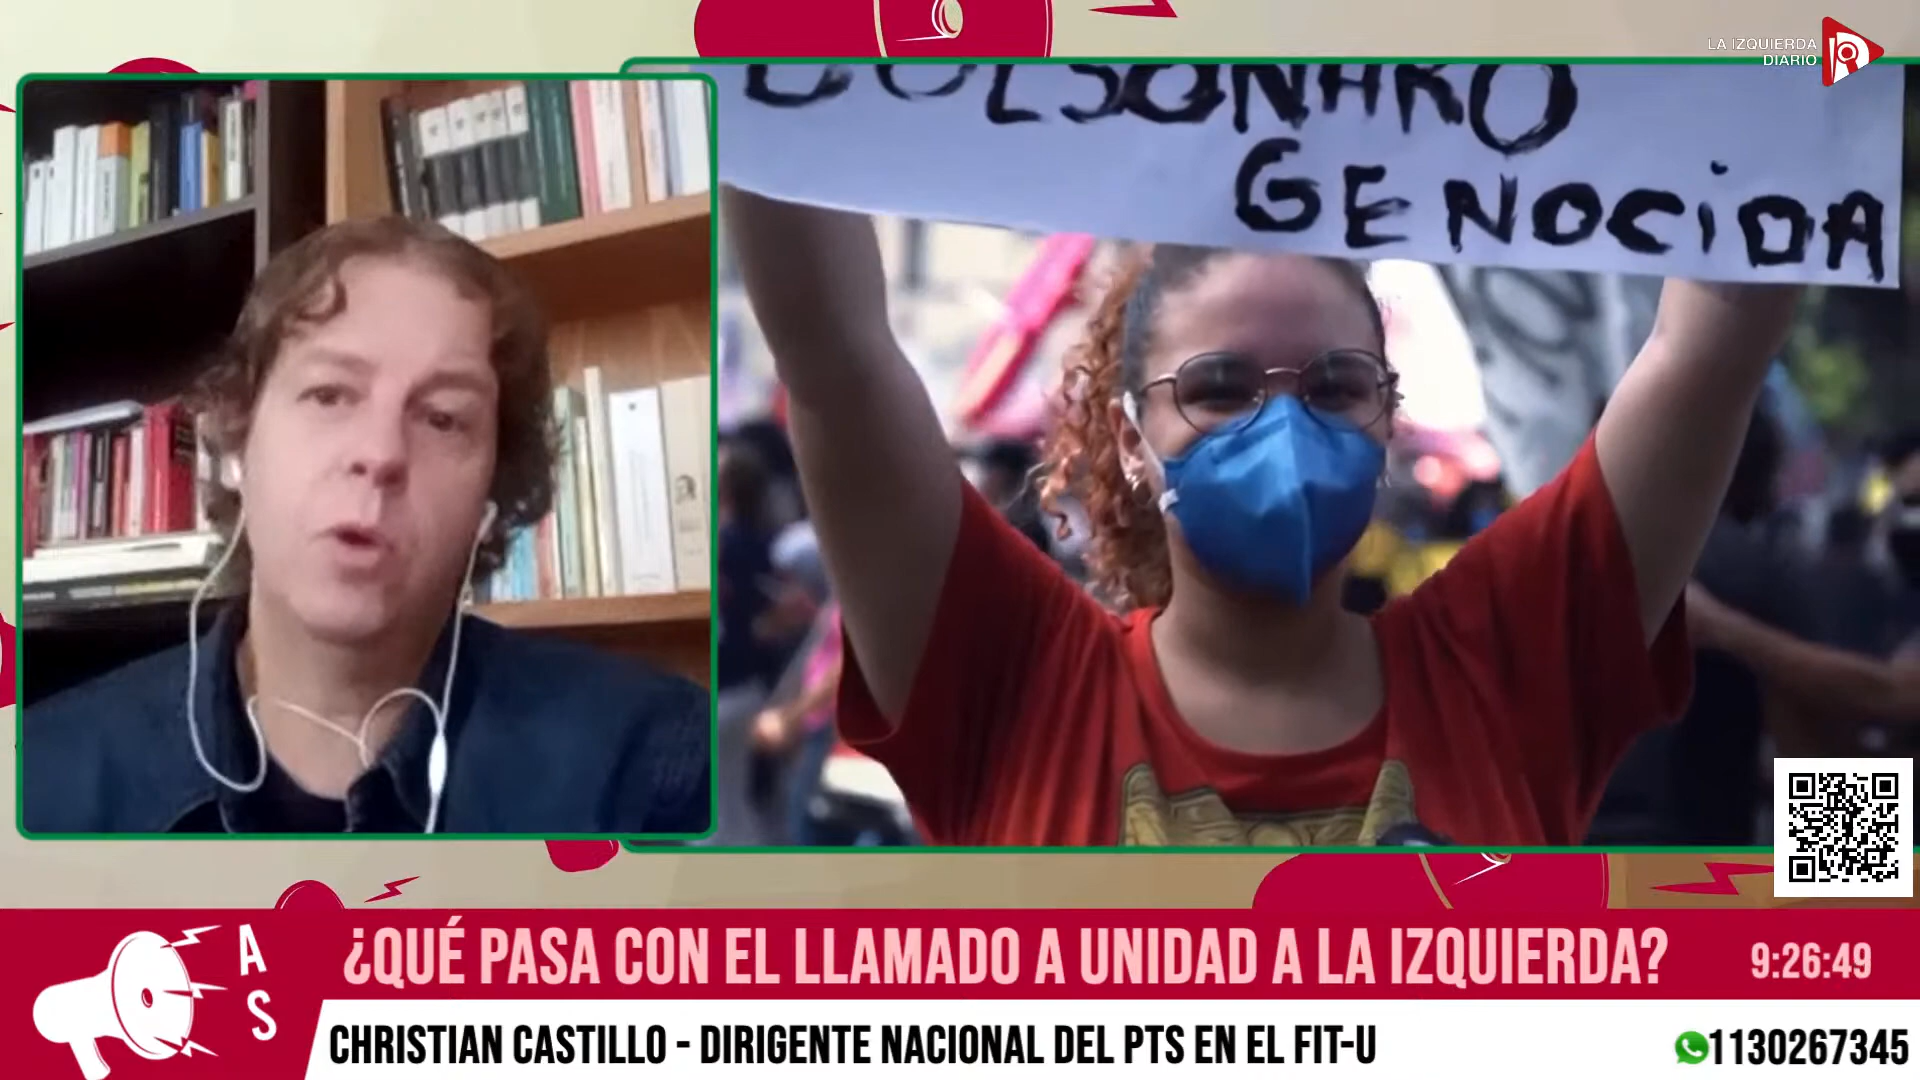 LA IZQUIERDA
DIARIO
BOLSONARO
GENOCIDA
A
S
¿QUÉ PASA CON EL LLAMADO A UNIDAD A LA IZQUIERDA?
9:26:49
CHRISTIAN CASTILLO - DIRIGENTE NACIONAL DEL PTS EN EL FIT-U
1130267345